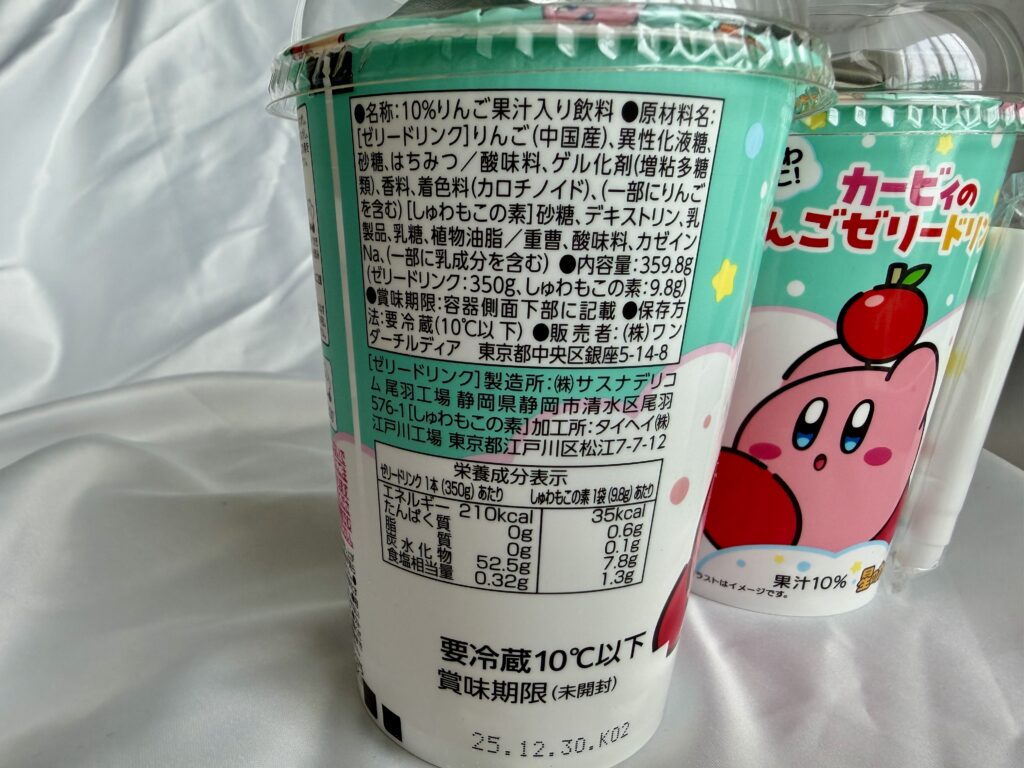 ●名称:10%りんご果汁入り飲料 ●原材料名:
[ゼリードリンク]りんご(中国産)、異性化液糖、
砂糖、はちみつ/酸味料、ゲル化剤(増粘多糖
類)、香料、着色料(カロチノイド)、(一部にりんご
を含む)[しゅわもこの素]砂糖、デキストリン、乳
製品、乳糖、植物油脂/重曹、酸味料、カゼイン
Na、(一部に乳成分を含む) ●内容量:359.8g
(ゼリードリンク:350g、しゅわもこの素:9.8g)
●賞味期限:容器側面下部に記載 ●保存方
法:要冷蔵(10℃以下) ●販売者:(株)ワン
ダーチルディア 東京都中央区銀座5-14-8
[ゼリードリンク]製造所:㈱サスナデリコ
ム尾羽工場 静岡県静岡市清水区尾羽
576-1[しゅわもこの素]加工所:タイヘイ㈱
江戸川工場 東京都江戸川区松江7-7-12
栄養成分表示
ゼリードリンク1本(350g)あたり しゅわもこの素1袋(9.8g)あたり
エネルギー 210kcal 35kcal
たんぱく質 0g 0.6g
脂質 0g 0.1g
炭水化物 52.5g 7.8g
食塩相当量 0.32g 1.3g
要冷蔵10℃以下
賞味期限(未開封)
25.12.30.K02
カービィの
んごゼリードリン
果汁10%
ラストはイメージです。